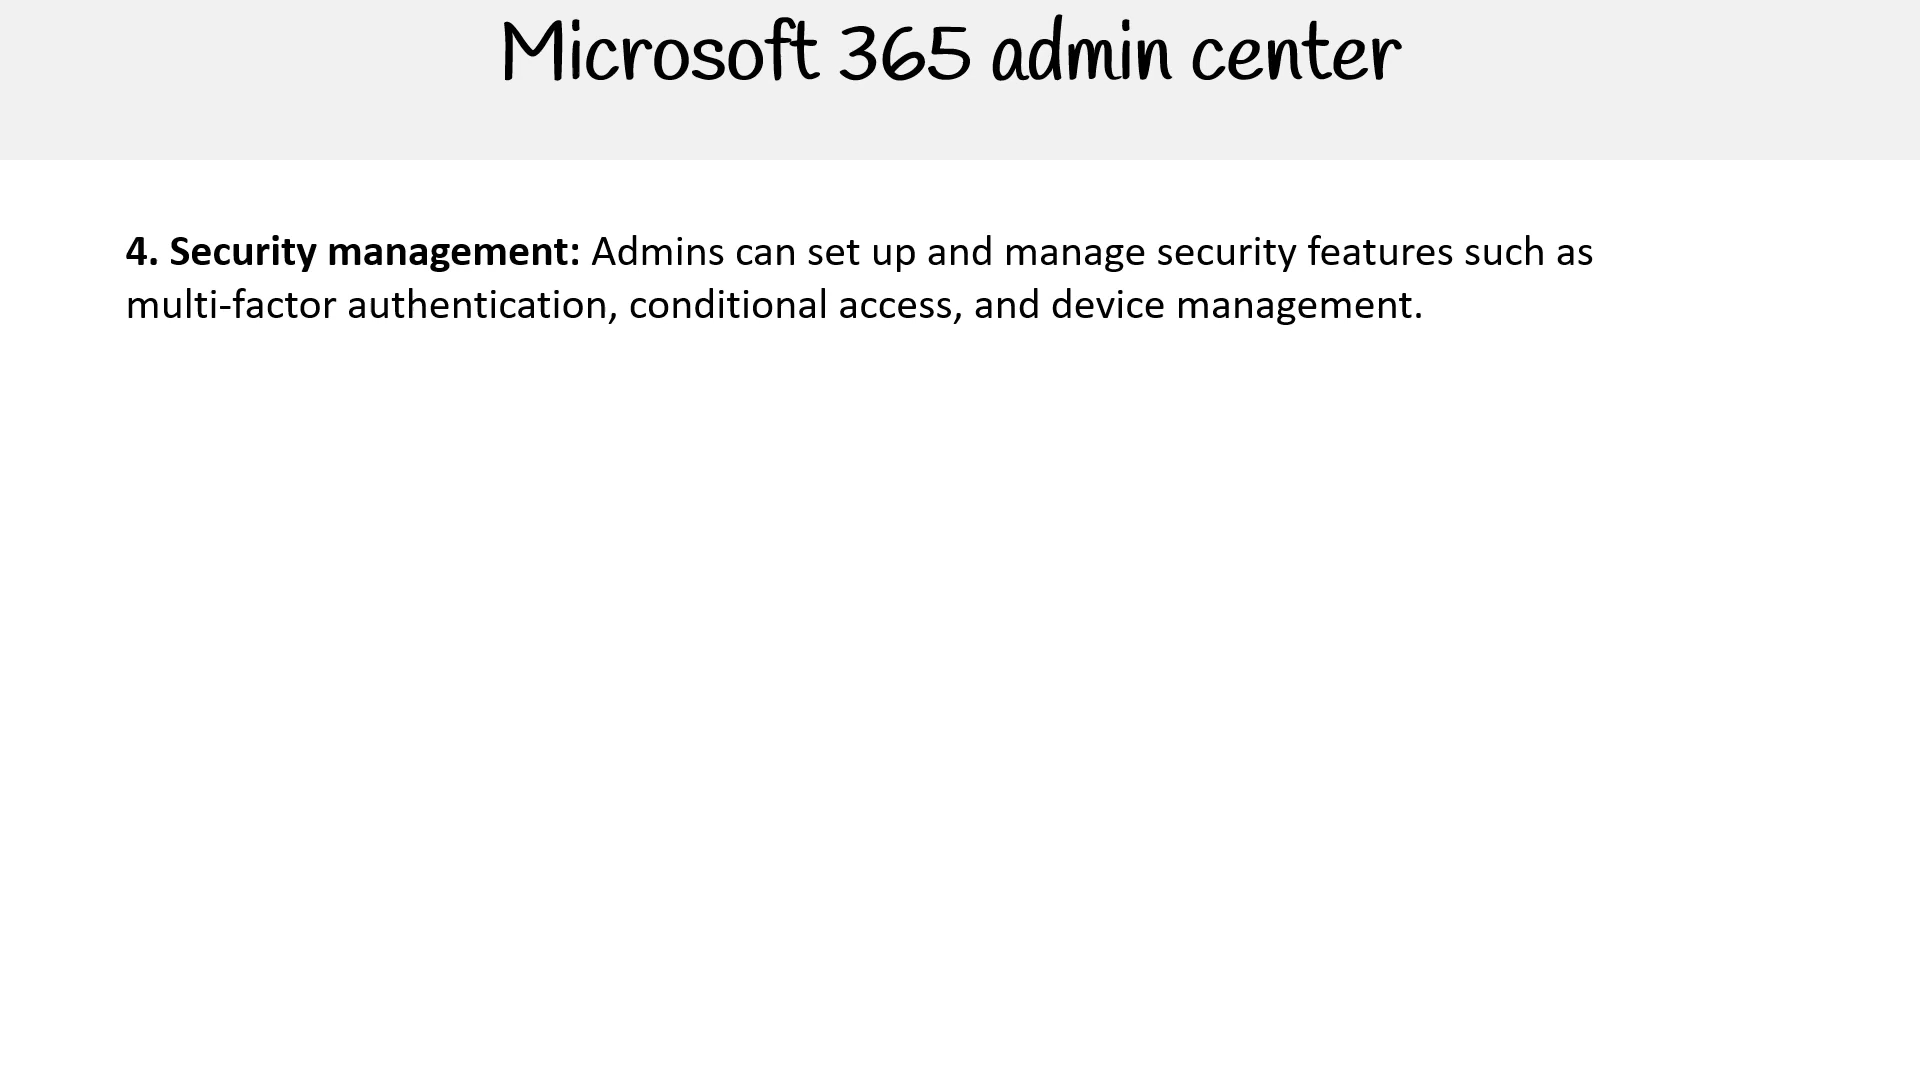 Microsoft 365 admin center
4. Security management: Admins can set up and manage security features such as
multi-factor authentication, conditional access, and device management.